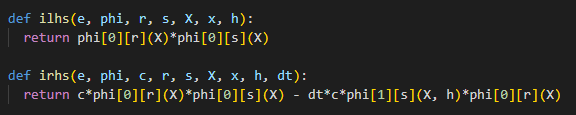 def ilhs(e, phi, r, s, X, x, h):
  return phi[0][r](X)*phi[0][s](X)
def irhs(e, phi, c, r, s, X, x, h, dt):
  return c*phi[0][r](X)*phi[0][s](X) - dt*c*phi[1][s](X, h)*phi[0][r](X)